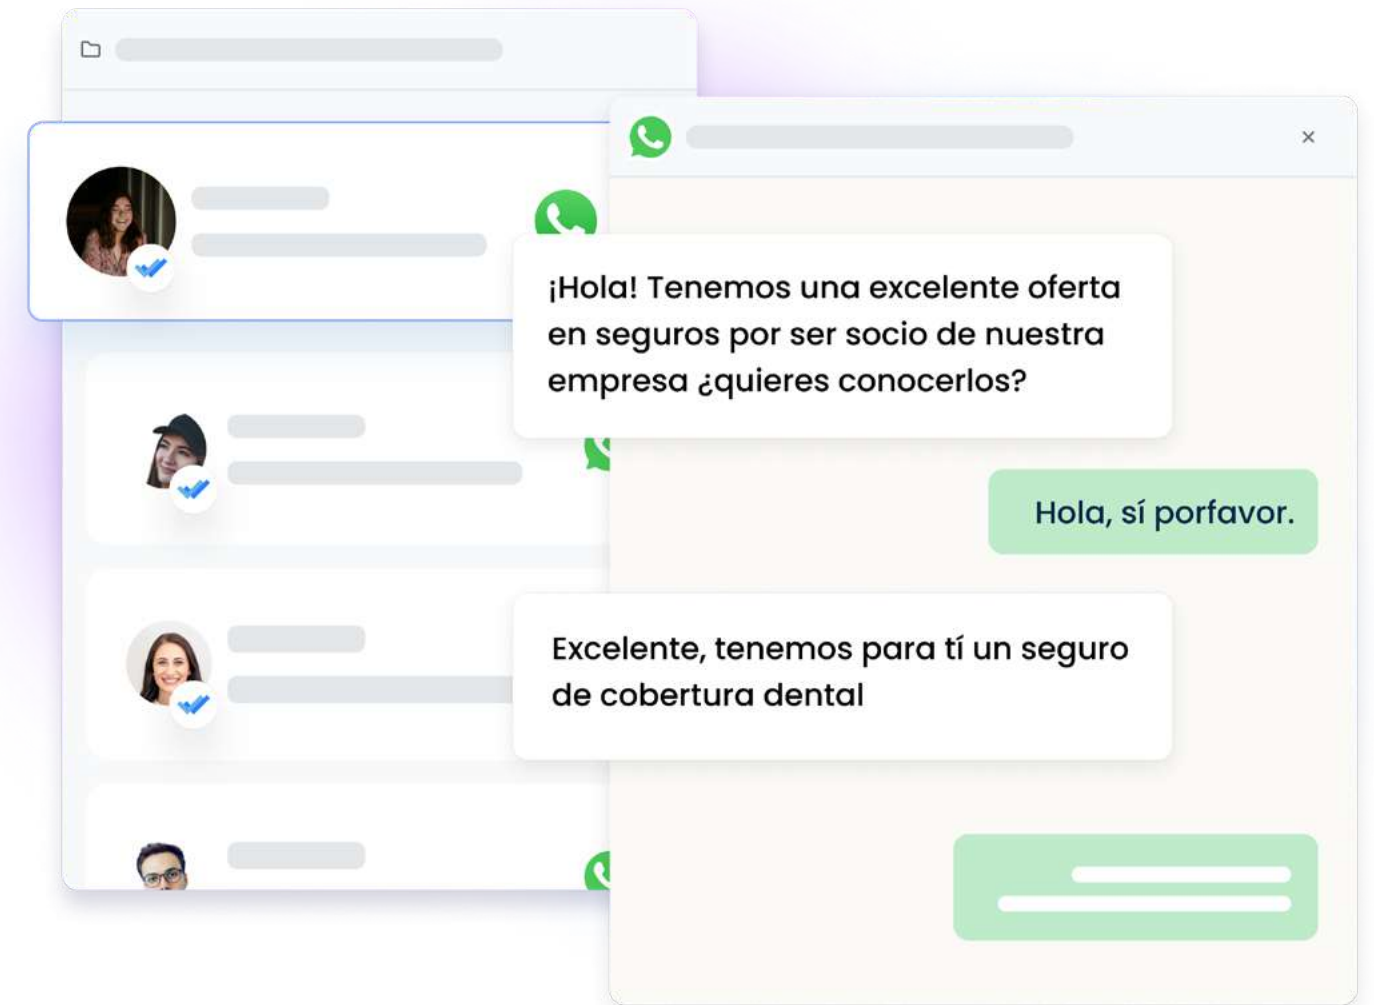 ¡Hola! Tenemos una excelente oferta
en seguros por ser socio de nuestra
empresa ¿quieres conocerlos?
Hola, sí porfavor.
Excelente, tenemos para tí un seguro
de cobertura dental